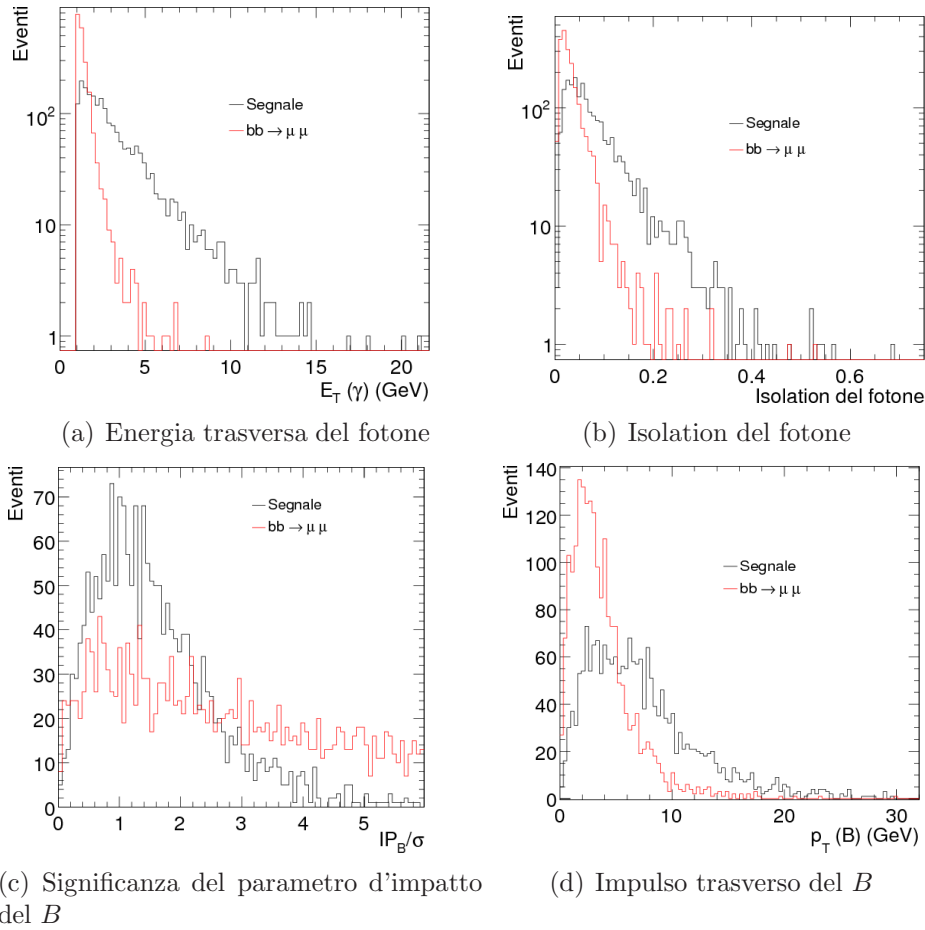 Eventi
10²
10
1
Segnale
bb → μ μ
0 5 10 15 20
E_T (γ) (GeV)
(a) Energia trasversa del fotone
Eventi
10²
10
1
Segnale
bb → μ μ
0 0.2 0.4 0.6
Isolation del fotone
(b) Isolation del fotone
Eventi
70
60
50
40
30
20
10
0
Segnale
bb → μ μ
0 1 2 3 4 5
IP_B/σ
(c) Significanza del parametro d'impatto
del B
Eventi
140
120
100
80
60
40
20
0
Segnale
bb → μ μ
0 10 20 30
p_T (B) (GeV)
(d) Impulso trasverso del B